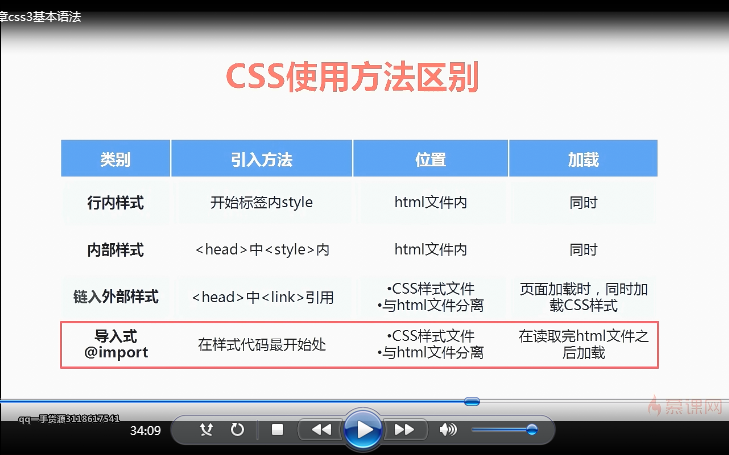 章css3基本语法
CSS使用方法区别
类别 引入方法 位置 加载
行内样式 开始标签内style html文件内 同时
内部样式 <head>中<style>内 html文件内 同时
链入外部样式 <head>中<link>引用 •CSS样式文件 •与html文件分离 页面加载时，同时加载CSS样式
导入式 @import 在样式代码最开始处 •CSS样式文件 •与html文件分离 在读取完html文件之后加载
慕课网
qq一手货源3118617541
34:09